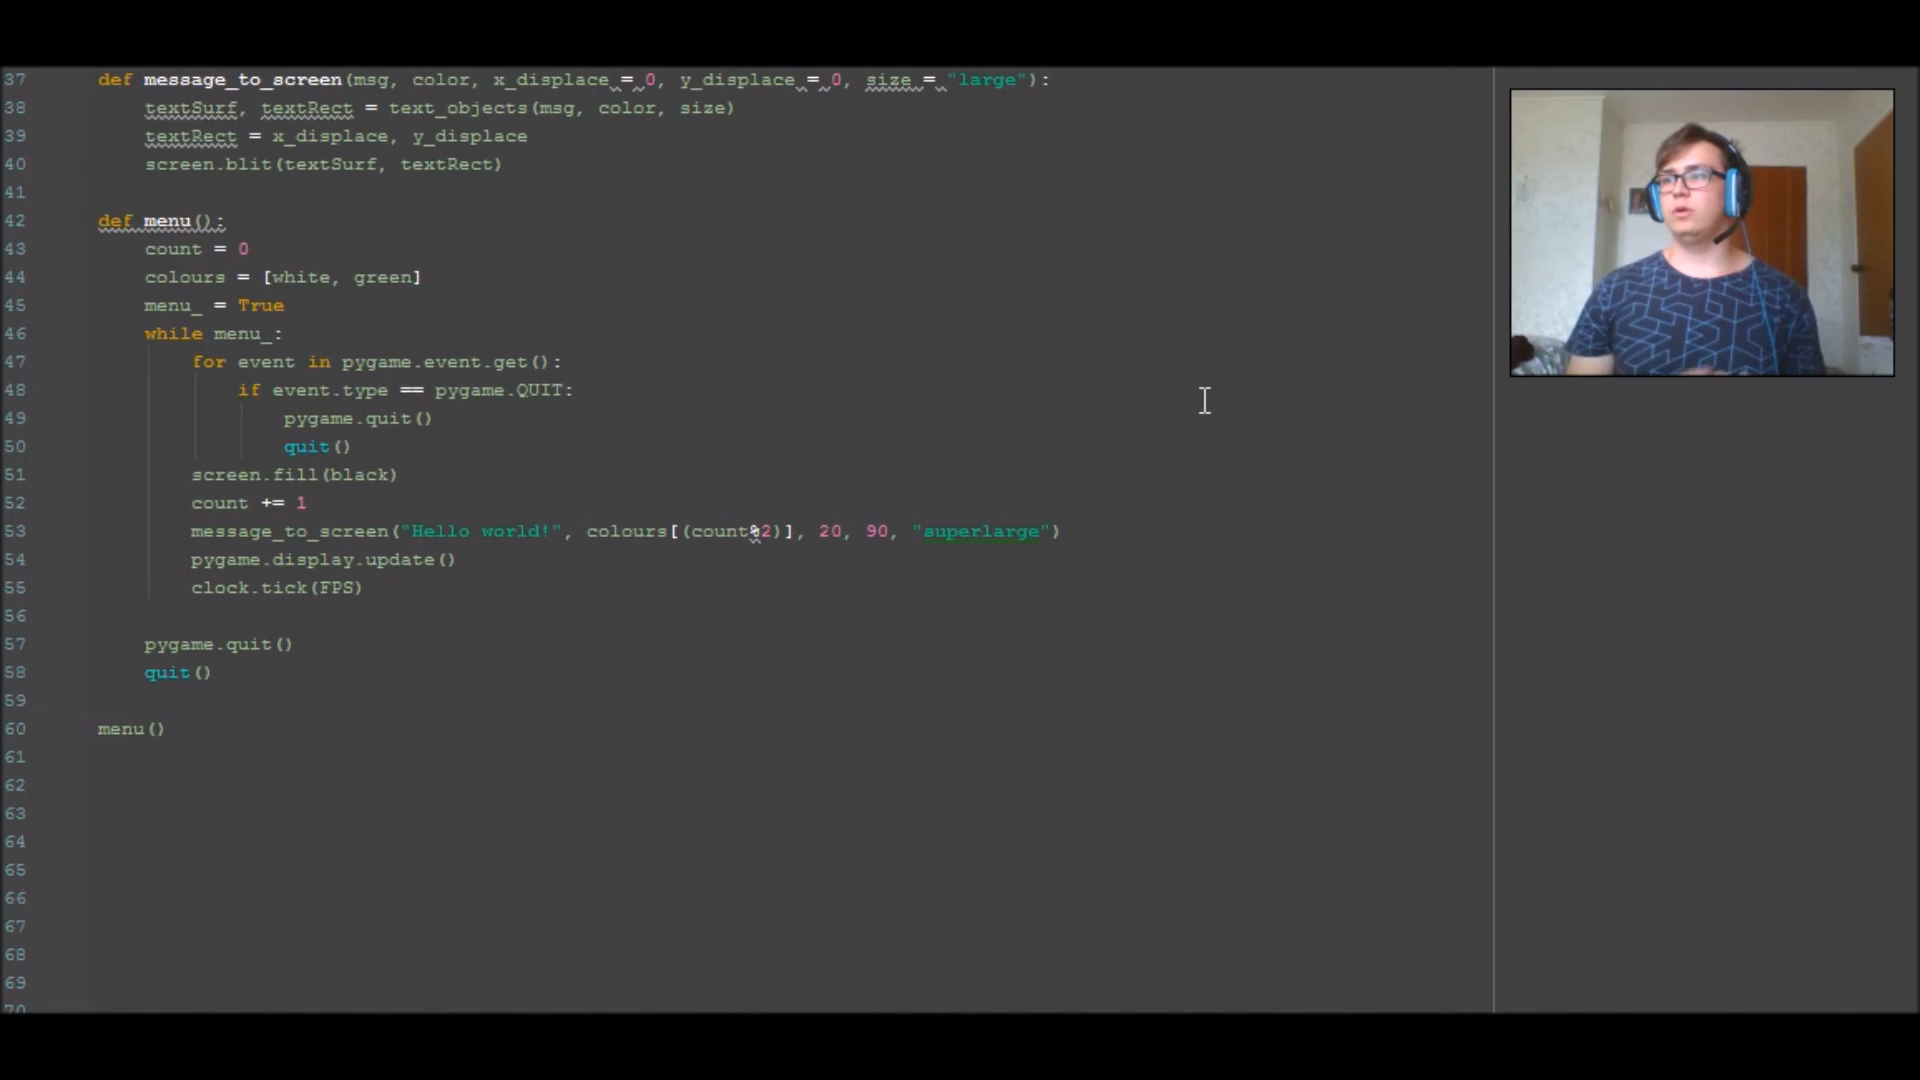 37 def message_to_screen(msg, color, x_displace = 0, y_displace = 0, size = "large"):
38 textSurf, textRect = text_objects(msg, color, size)
39 textRect = x_displace, y_displace
40 screen.blit(textSurf, textRect)
41
42 def menu():
43 count = 0
44 colours = [white, green]
45 menu_ = True
46 while menu_:
47 for event in pygame.event.get():
48 if event.type == pygame.QUIT:
49 pygame.quit()
50 quit()
51 screen.fill(black)
52 count += 1
53 message_to_screen("Hello world!", colours[(count%2)], 20, 90, "superlarge")
54 pygame.display.update()
55 clock.tick(FPS)
56
57 pygame.quit()
58 quit()
59
60 menu()
61
62
63
64
65
66
67
68
69
70